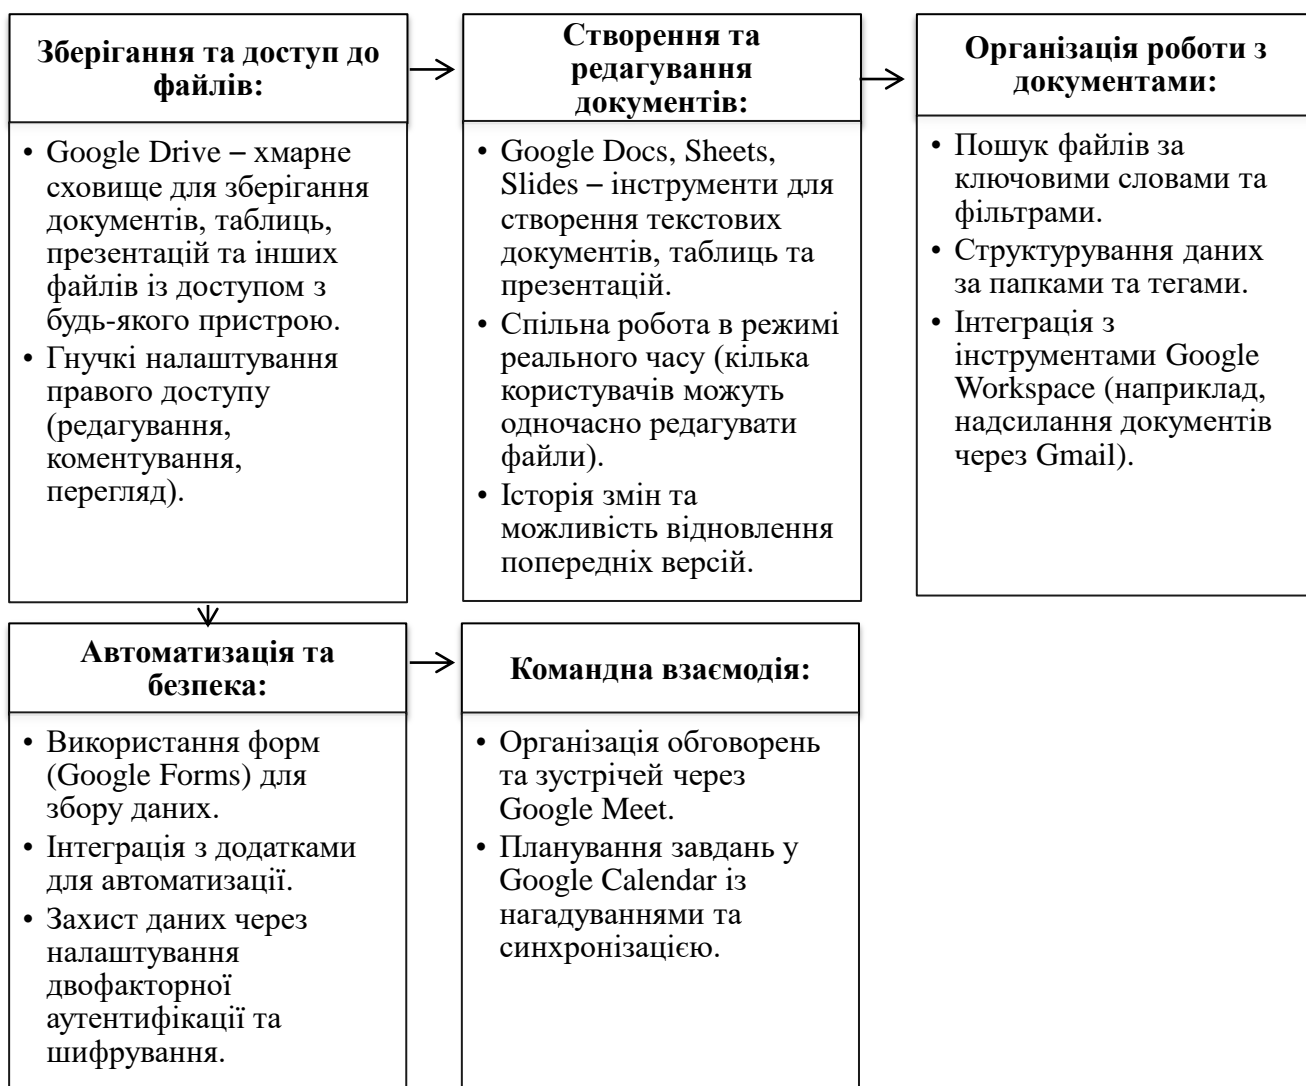 Зберігання та доступ до
файлів:
• Google Drive – хмарне
сховище для зберігання
документів, таблиць,
презентацій та інших
файлів із доступом з
будь-якого пристрою.
• Гнучкі налаштування
правого доступу
(редагування,
коментування,
перегляд).
Створення та
редагування
документів:
• Google Docs, Sheets,
Slides – інструменти для
створення текстових
документів, таблиць та
презентацій.
• Спільна робота в режимі
реального часу (кілька
користувачів можуть
одночасно редагувати
файли).
• Історія змін та
можливість відновлення
попередніх версій.
Організація роботи з
документами:
• Пошук файлів за
ключовими словами та
фільтрами.
• Структурування даних
за папками та тегами.
• Інтеграція з
інструментами Google
Workspace (наприклад,
надсилання документів
через Gmail).
Автоматизація та
безпека:
• Використання форм
(Google Forms) для
збору даних.
• Інтеграція з додатками
для автоматизації.
• Захист даних через
налаштування
двофакторної
аутентифікації та
шифрування.
Командна взаємодія:
• Організація обговорень
та зустрічей через
Google Meet.
• Планування завдань у
Google Calendar із
нагадуваннями та
синхронізацією.